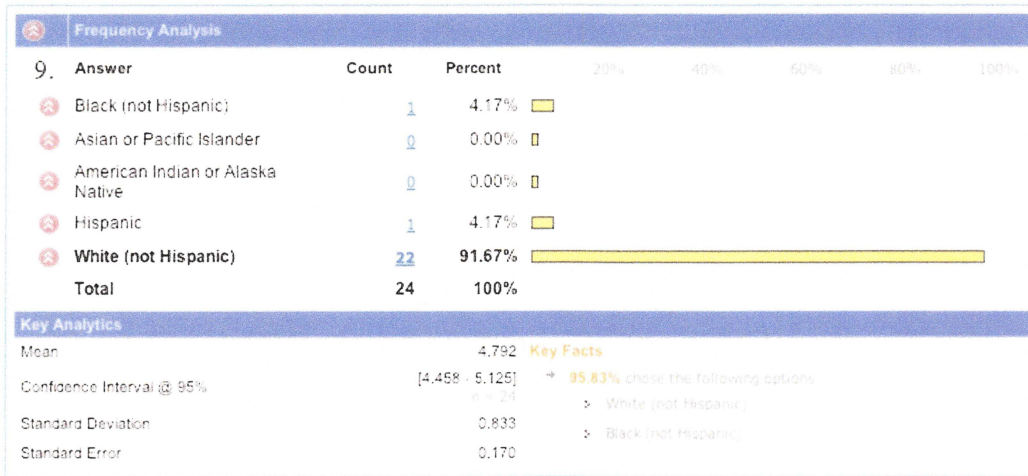 Frequency Analysis
9. Answer Count Percent 20% 40% 60% 80% 100%
Black (not Hispanic) 1 4.17%
Asian or Pacific Islander 0 0.00%
American Indian or Alaska
Native 0 0.00%
Hispanic 1 4.17%
White (not Hispanic) 22 91.67%
Total 24 100%
Key Analytics
Mean 4.792 Key Facts
Confidence Interval @ 95% [4.458 - 5.125] 95.83% chose the following options
n = 24
White (not Hispanic)
Standard Deviation 0.833
Black (not Hispanic)
Standard Error 0.170